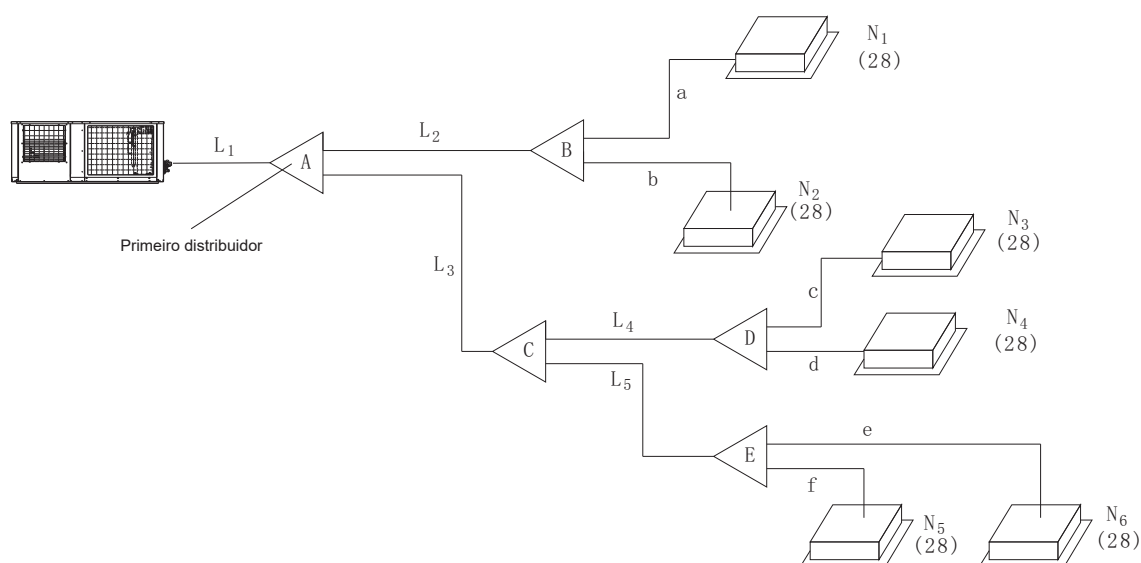 N1
(28)
a
L1
L2
A
B
b
N2
(28)
Primeiro distribuidor
N3
(28)
L3
c
L4
D
N4
(28)
C
d
L5
e
E
f
N5
(28)
N6
(28)